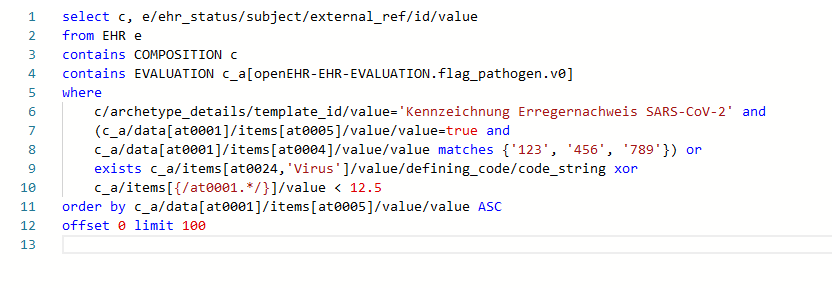 1 select c, e/ehr_status/subject/external_ref/id/value
2 from EHR e
3 contains COMPOSITION c
4 contains EVALUATION c_a[openEHR-EHR-EVALUATION.flag_pathogen.v0]
5 where
6 c/archetype_details/template_id/value='Kennzeichnung Erregernachweis SARS-CoV-2' and
7 (c_a/data[at0001]/items[at0005]/value/value=true and
8 c_a/data[at0001]/items[at0004]/value/value matches {'123', '456', '789'}) or
9 exists c_a/items[at0024,'Virus']/value/defining_code/code_string xor
10 c_a/items[{/at0001.*/}]/value < 12.5
11 order by c_a/data[at0001]/items[at0005]/value/value ASC
12 offset 0 limit 100
13